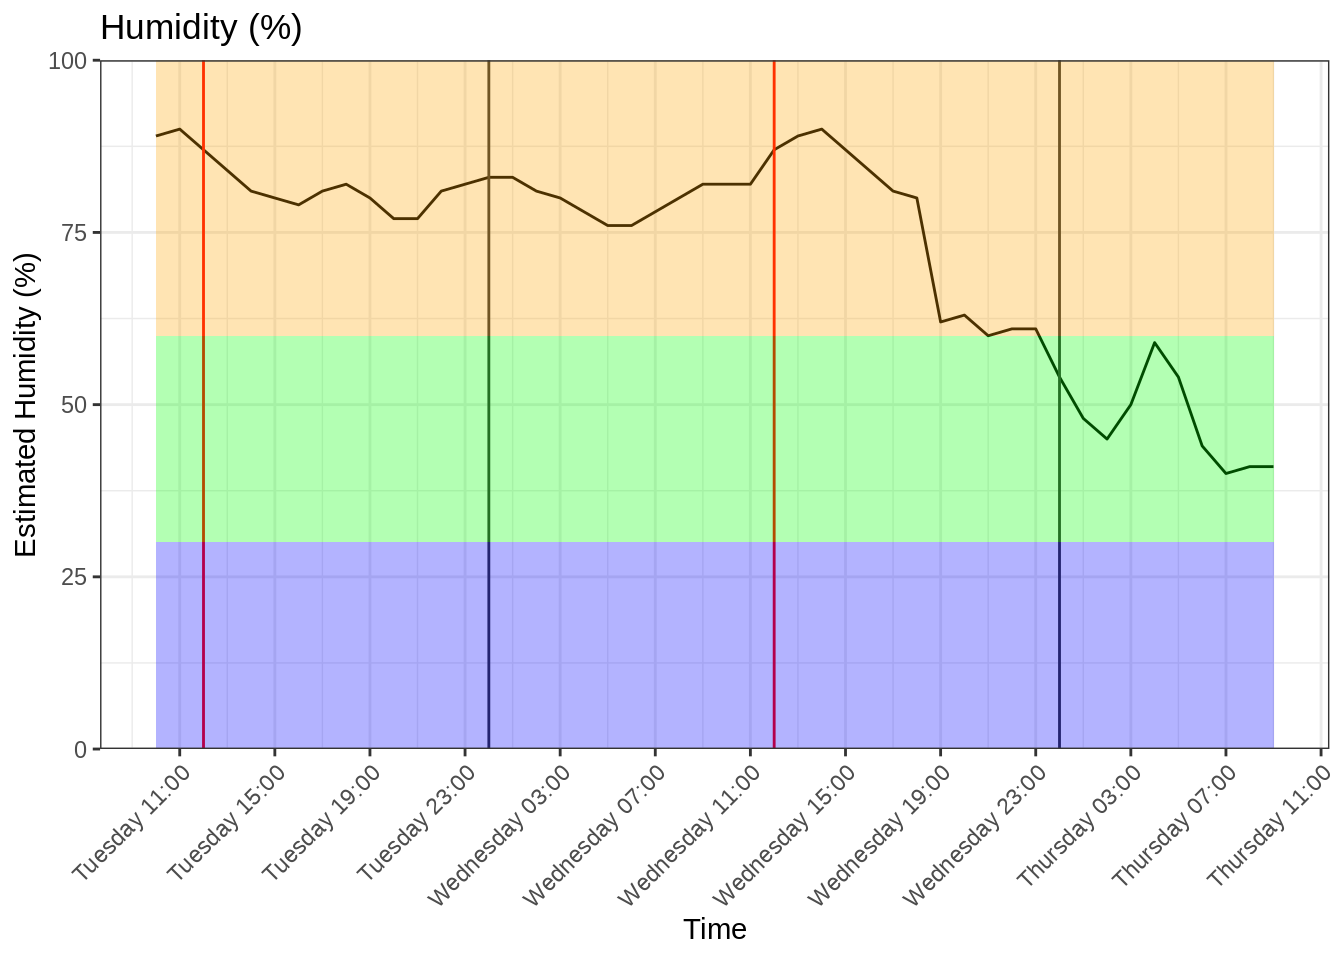 Humidity (%)
Estimated Humidity (%)
100
75
50
25
0
Tuesday 11:00
Tuesday 15:00
Tuesday 19:00
Tuesday 23:00
Wednesday 03:00
Wednesday 07:00
Wednesday 11:00
Wednesday 15:00
Wednesday 19:00
Wednesday 23:00
Thursday 03:00
Thursday 07:00
Thursday 11:00
Time